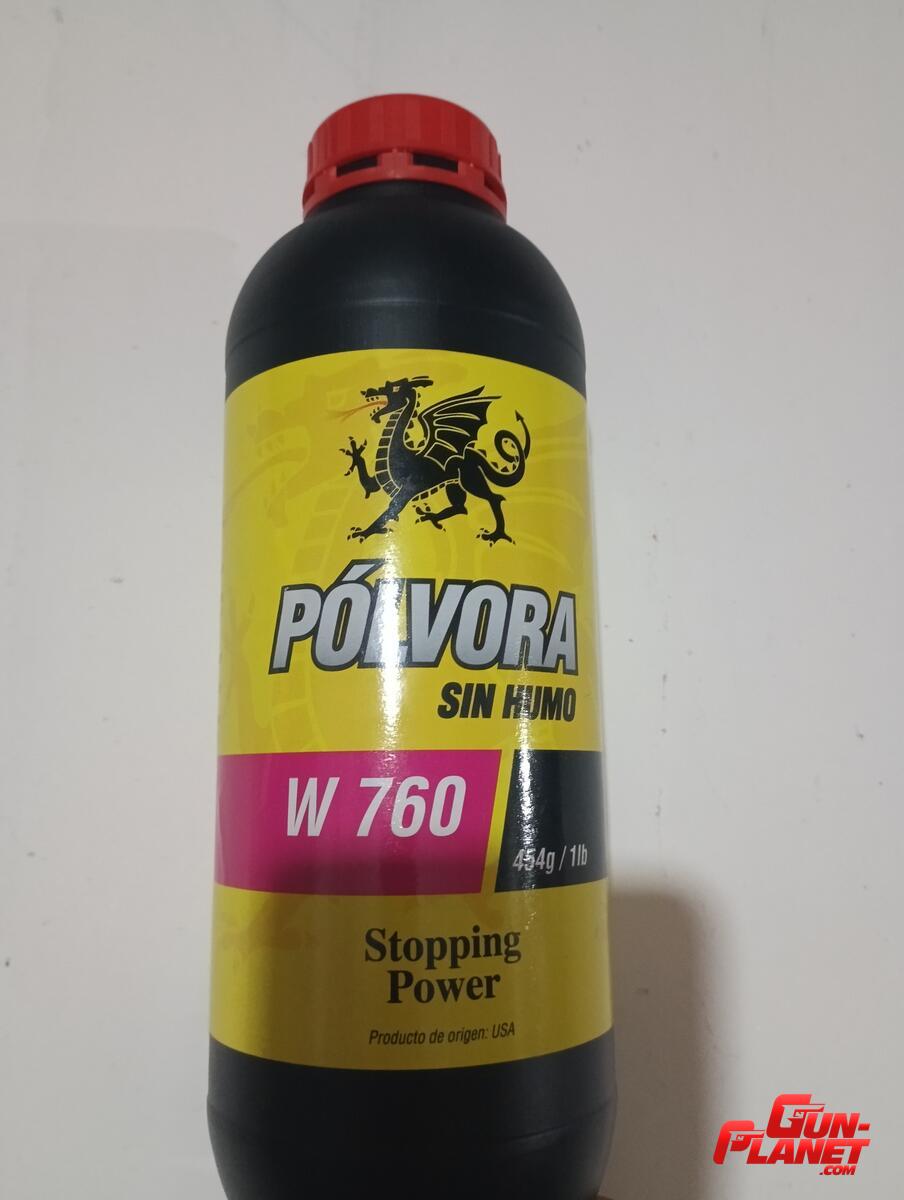 PÓLVORA
SIN HUMO
W 760
454g / 1lb
Stopping
Power
Producto de origen: USA
GUN-
PLANET
.COM